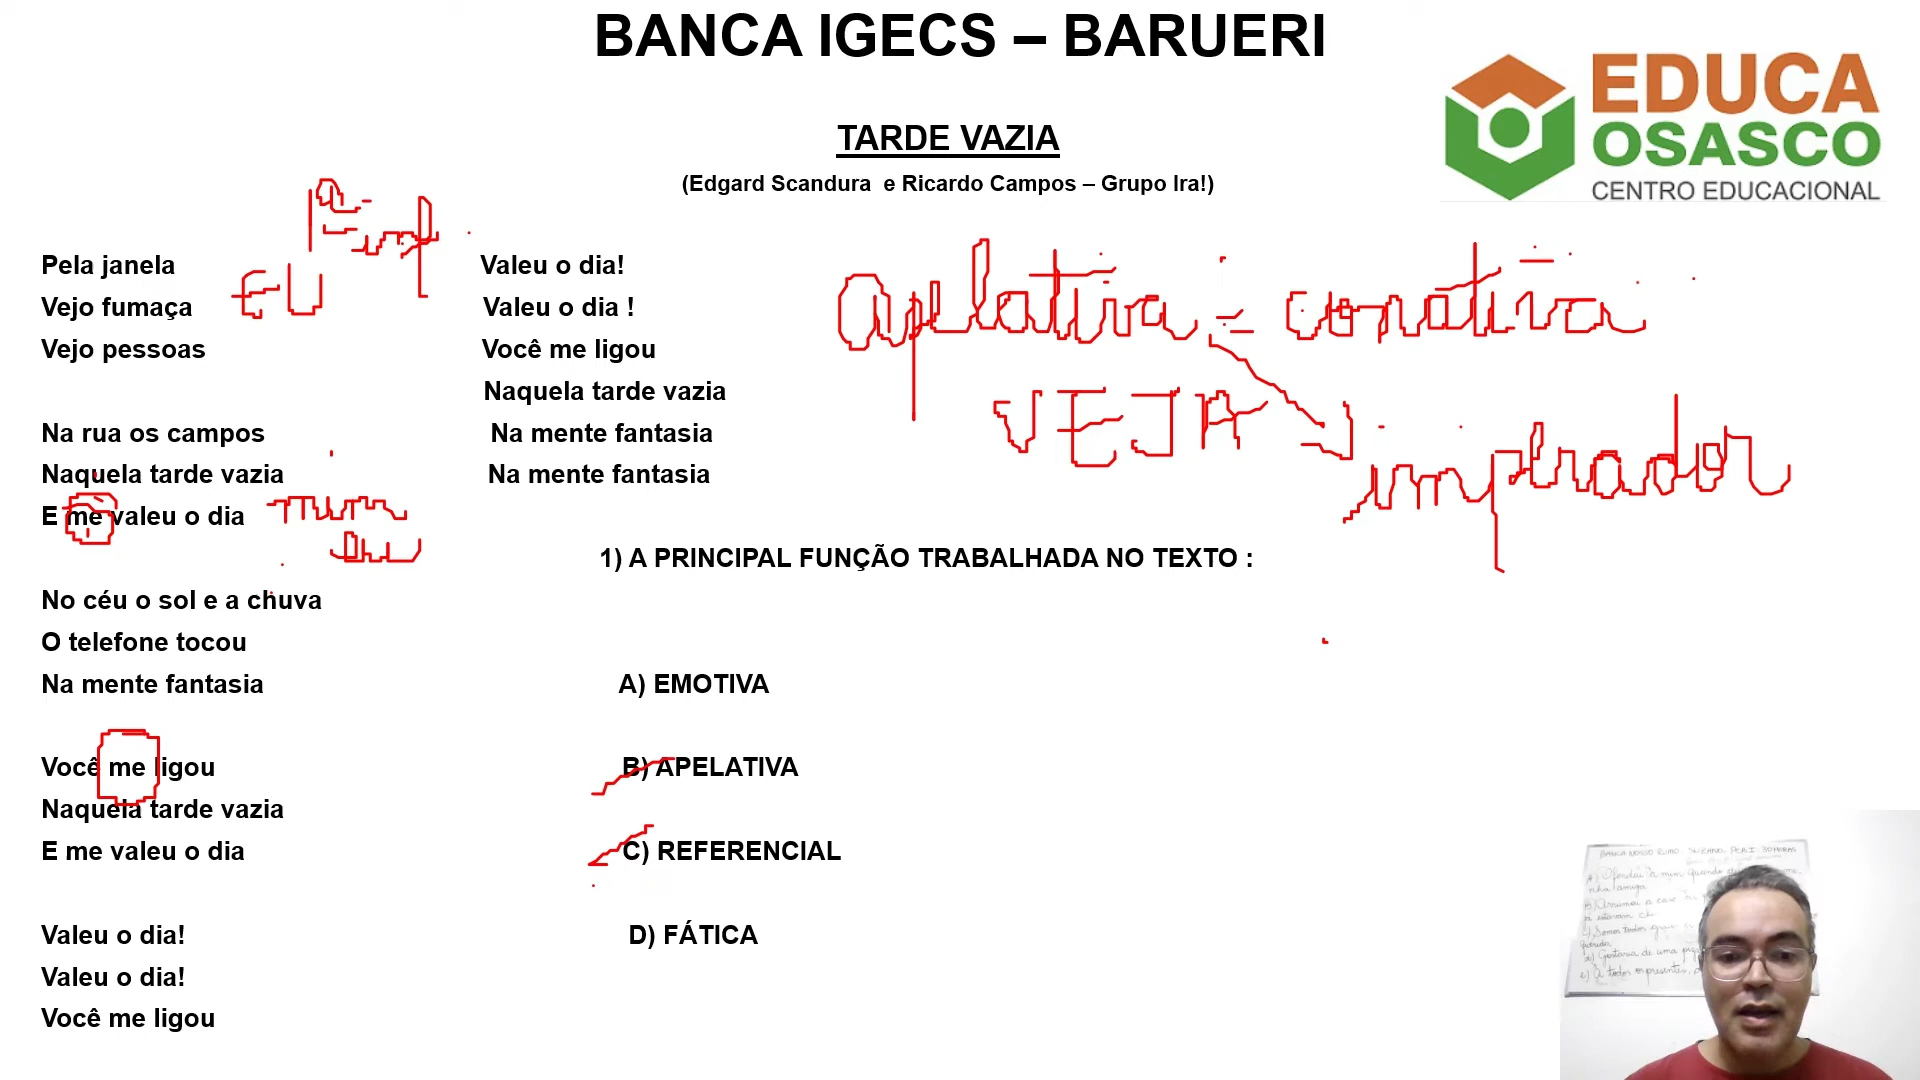 BANCA IGECS – BARUERI
EDUCA
OSASCO
CENTRO EDUCACIONAL
TARDE VAZIA
(Edgard Scandura e Ricardo Campos – Grupo Ira!)
Pela janela
Vejo fumaça
Vejo pessoas
EU
Na rua os campos
Naquela tarde vazia
E me valeu o dia
No céu o sol e a chuva
O telefone tocou
Na mente fantasia
Você me ligou
Naquela tarde vazia
E me valeu o dia
Valeu o dia!
Valeu o dia!
Você me ligou
Valeu o dia!
Valeu o dia !
Você me ligou
Naquela tarde vazia
Na mente fantasia
Na mente fantasia
apelativa = conativa
VEJA
1) A PRINCIPAL FUNÇÃO TRABALHADA NO TEXTO :
A) EMOTIVA
B) APELATIVA
C) REFERENCIAL
D) FÁTICA